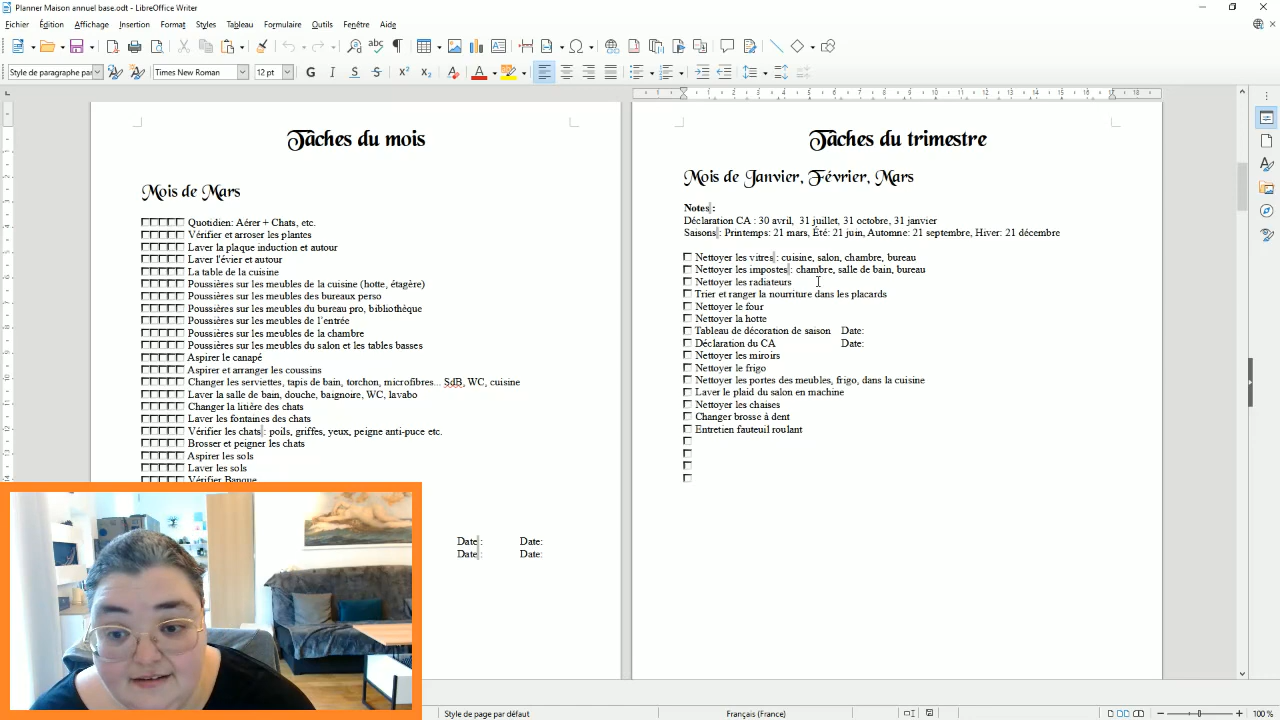 Planner Maison annuel base.odt - LibreOffice Writer
Fichier Édition Affichage Insertion Format Styles Tableau Formulaire Outils Fenêtre Aide
Style de paragraphe par Times New Roman 12 pt
Tâches du mois
Mois de Mars
Quotidien: Aérer + Chats, etc.
Vérifier et arroser les plantes
Laver la plaque induction et autour
Laver l'évier et autour
La table de la cuisine
Poussières sur les meubles de la cuisine (hotte, étagère)
Poussières sur les meubles des bureaux perso
Poussières sur les meubles du bureau pro, bibliothèque
Poussières sur les meubles de l'entrée
Poussières sur les meubles de la chambre
Poussières sur les meubles du salon et les tables basses
Aspirer le canapé
Aspirer et arranger les coussins
Changer les serviettes, tapis de bain, torchon, microfibres... SdB, WC, cuisine
Laver la salle de bain, douche, baignoire, WC, lavabo
Changer la litière des chats
Laver les fontaines des chats
Vérifier les chats : poils, griffes, yeux, peigne anti-puce etc.
Brosser et peigner les chats
Aspirer les sols
Laver les sols
Vérifier Banque
Date : Date:
Date : Date:
Tâches du trimestre
Mois de Janvier, Février, Mars
Notes :
Déclaration CA : 30 avril, 31 juillet, 31 octobre, 31 janvier
Saisons : Printemps: 21 mars, Été: 21 juin, Automne: 21 septembre, Hiver: 21 décembre
Nettoyer les vitres : cuisine, salon, chambre, bureau
Nettoyer les impostes : chambre, salle de bain, bureau
Nettoyer les radiateurs
Trier et ranger la nourriture dans les placards
Nettoyer le four
Nettoyer la hotte
Tableau de décoration de saison Date:
Déclaration du CA Date:
Nettoyer les miroirs
Nettoyer le frigo
Nettoyer les portes des meubles, frigo, dans la cuisine
Laver le plaid du salon en machine
Nettoyer les chaises
Changer brosse à dent
Entretien fauteuil roulant
Style de page par défaut Français (France) 100 %